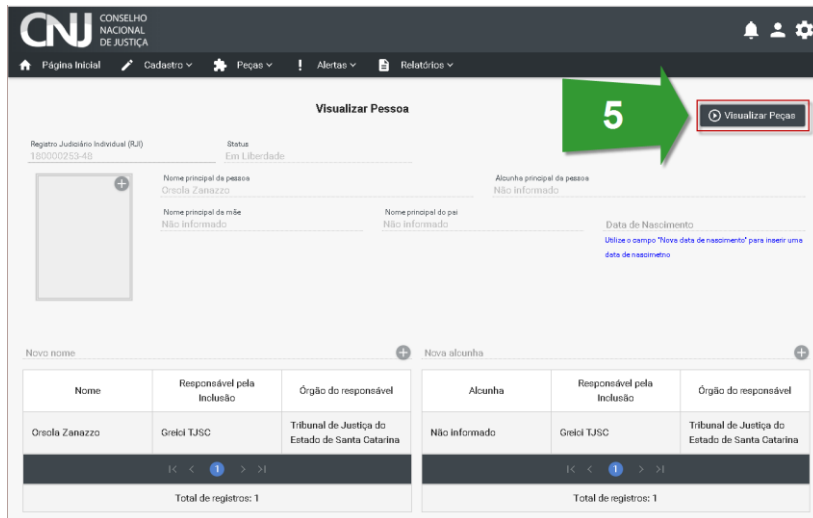 CNJ CONSELHO
NACIONAL
DE JUSTIÇA
Página Inicial Cadastro Peças ! Alertas Relatórios
Visualizar Pessoa
5
Visualizar Peças
Registro Judiciário Individual (RJI) Status
180000253-48 Em Liberdade
Nome principal da pessoa Alcunha principal da pessoa
Orsola Zanazzo Não informado
Nome principal da mãe Nome principal do pai
Não informado Não informado
Data de Nascimento
Utilize o campo "Nova data de nascimento" para inserir uma
data de nascimetno
Novo nome Nova alcunha
Nome Responsável pela Inclusão Órgão do responsável Alcunha Responsável pela Inclusão Órgão do responsável
Orsola Zanazzo Greici TJSC Tribunal de Justiça do Estado de Santa Catarina Não informado Greici TJSC Tribunal de Justiça do Estado de Santa Catarina
|< < 1 > >| |< < 1 > >|
Total de registros: 1 Total de registros: 1